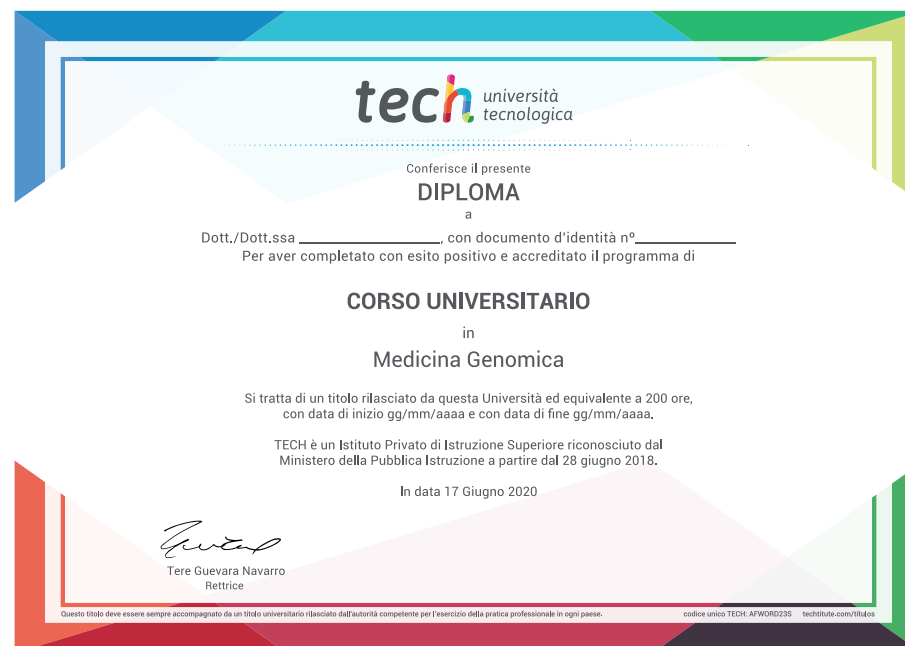 tech università
tecnologica
Conferisce il presente
DIPLOMA
a
Dott./Dott.ssa ____________________, con documento d'identità nº______________
Per aver completato con esito positivo e accreditato il programma di
CORSO UNIVERSITARIO
in
Medicina Genomica
Si tratta di un titolo rilasciato da questa Università ed equivalente a 200 ore,
con data di inizio gg/mm/aaaa e con data di fine gg/mm/aaaa.
TECH è un Istituto Privato di Istruzione Superiore riconosciuto dal
Ministero della Pubblica Istruzione a partire dal 28 giugno 2018.
In data 17 Giugno 2020
Tere Guevara Navarro
Rettrice
Questo titolo deve essere sempre accompagnato da un titolo universitario rilasciato dall'autorità competente per l'esercizio della pratica professionale in ogni paese. codice unico TECH: AFWORD23S techtitute.com/títulos